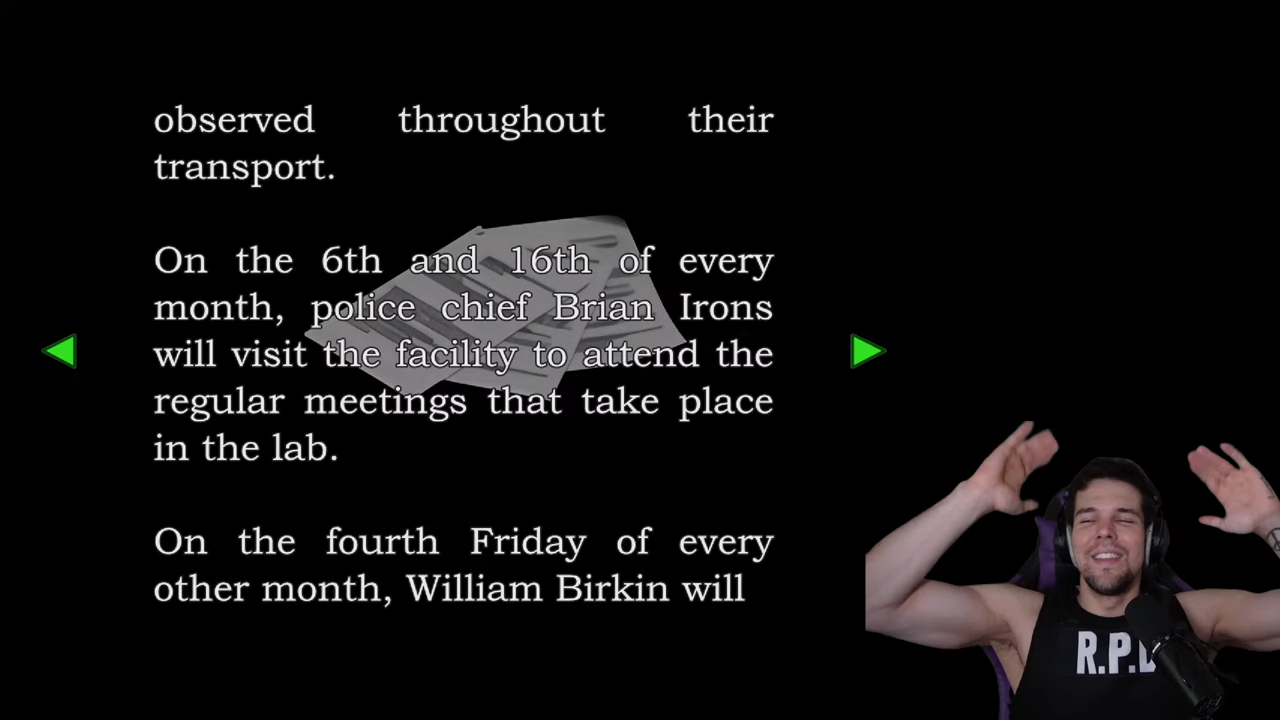 observed throughout their
transport.
On the 6th and 16th of every
month, police chief Brian Irons
will visit the facility to attend the
regular meetings that take place
in the lab.
On the fourth Friday of every
other month, William Birkin will
R.P.D